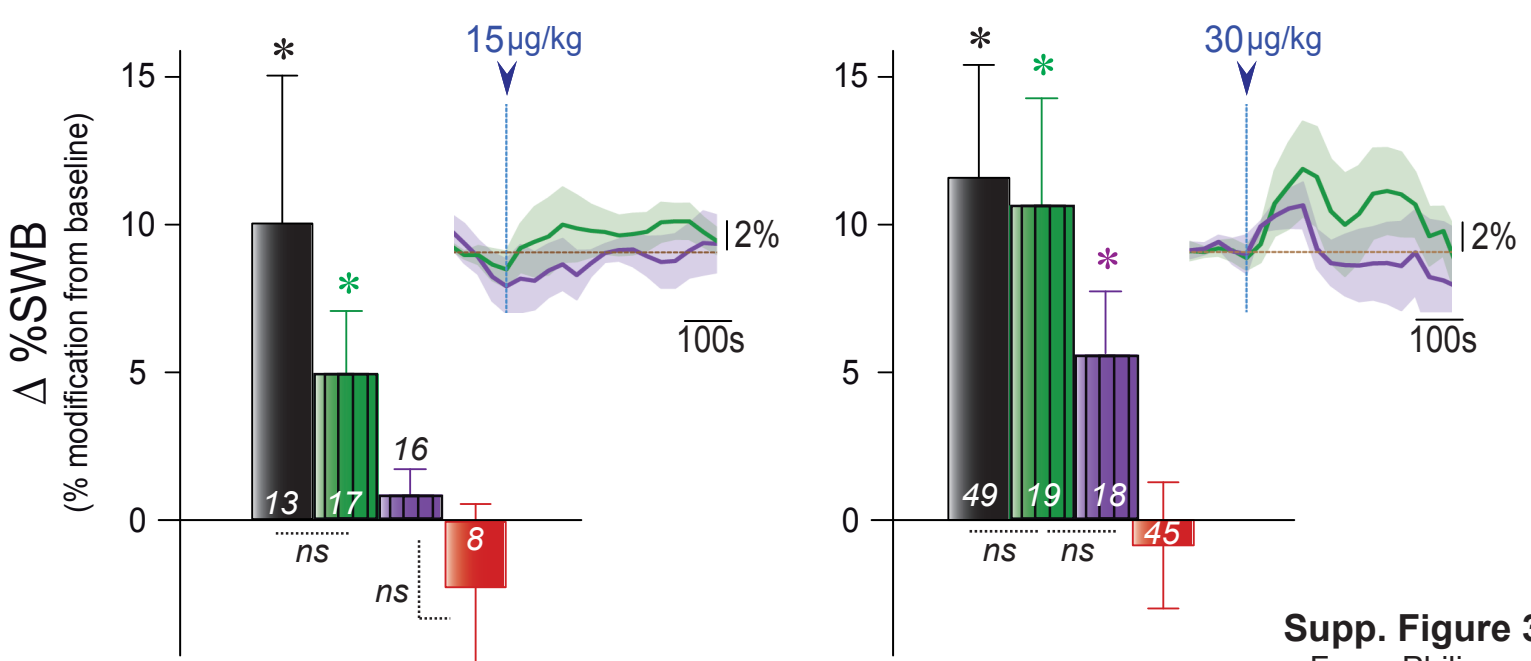 Δ %SWB
(% modification from baseline)
15
10
5
0
*
*
13
17
16
8
ns
ns
15µg/kg
2%
100s
15
10
5
0
*
*
*
49
19
18
45
ns
ns
30µg/kg
2%
100s
Supp. Figure 3